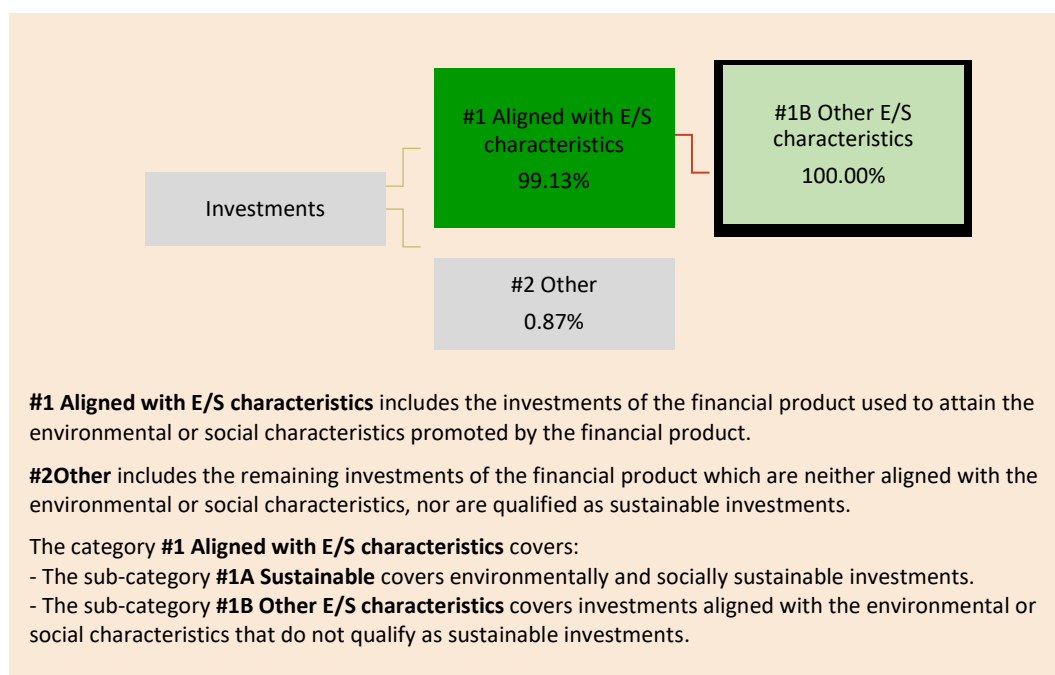 #1 Aligned with E/S
characteristics
99.13%
#1B Other E/S
characteristics
100.00%
Investments
#2 Other
0.87%
#1 Aligned with E/S characteristics includes the investments of the financial product used to attain the
environmental or social characteristics promoted by the financial product.
#2Other includes the remaining investments of the financial product which are neither aligned with the
environmental or social characteristics, nor are qualified as sustainable investments.
The category #1 Aligned with E/S characteristics covers:
- The sub-category #1A Sustainable covers environmentally and socially sustainable investments.
- The sub-category #1B Other E/S characteristics covers investments aligned with the environmental or
social characteristics that do not qualify as sustainable investments.